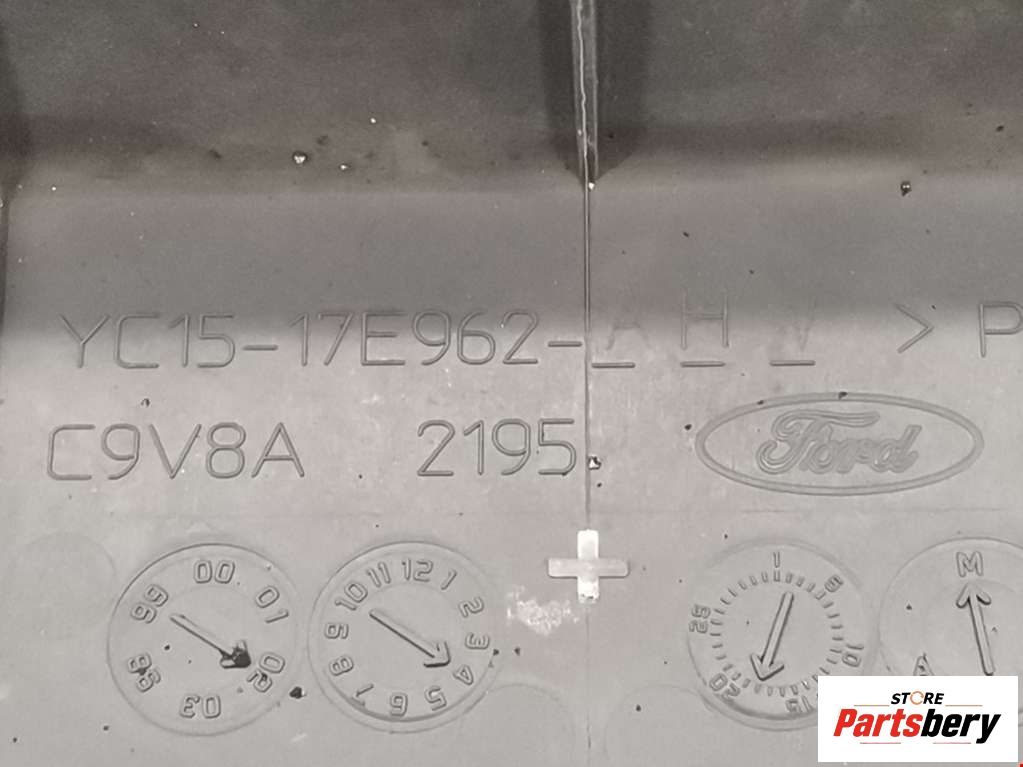 YC15-17E962-AHW >P
C9V8A 2195 Ford
00 01 02 03 98 99
12 1 2 3 4 5 6 7 8 9 10 11
1 5 10 15 20 25
M A
STORE
Partsbery